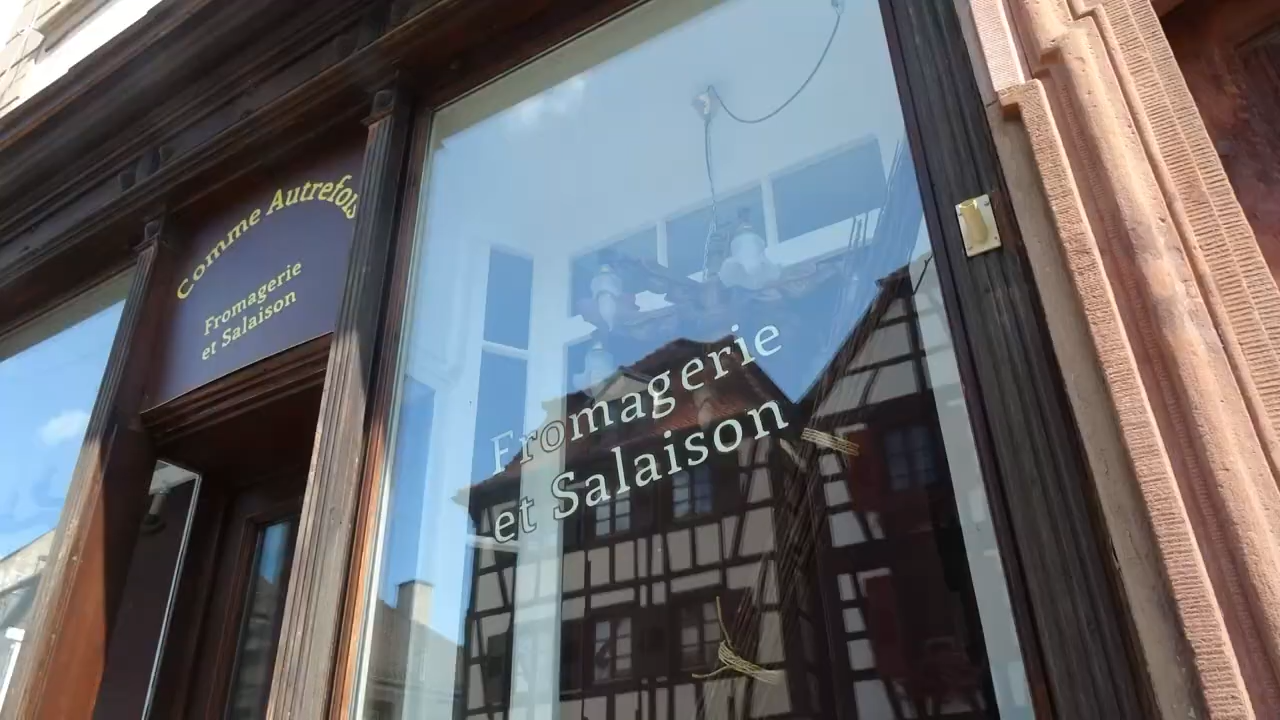 Comme Autrefois
Fromagerie
et Salaison
Fromagerie
et Salaison